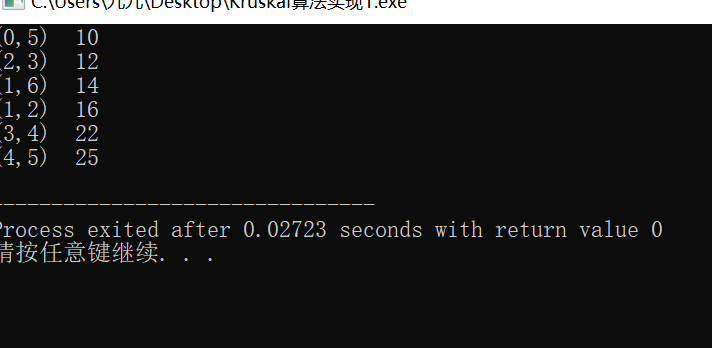 C:\Users\九九\Desktop\Kruskal算法实现1.exe
(0,5)  10
(2,3)  12
(1,6)  14
(1,2)  16
(3,4)  22
(4,5)  25
--------------------------------
Process exited after 0.02723 seconds with return value 0
请按任意键继续. . .